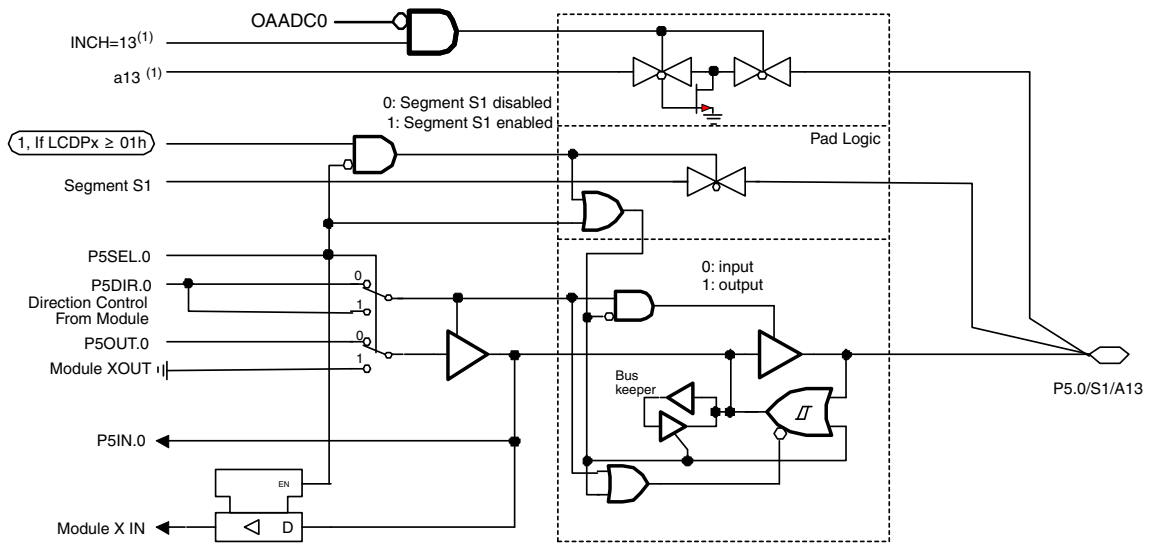 OAADC0
INCH=13(1)
a13 (1)
0: Segment S1 disabled
1: Segment S1 enabled
Pad Logic
1, If LCDPx ≥ 01h
Segment S1
P5SEL.0
P5DIR.0
Direction Control
From Module
P5OUT.0
Module XOUT
0
1
0
1
0: input
1: output
Bus
keeper
P5.0/S1/A13
P5IN.0
EN
Module X IN
D